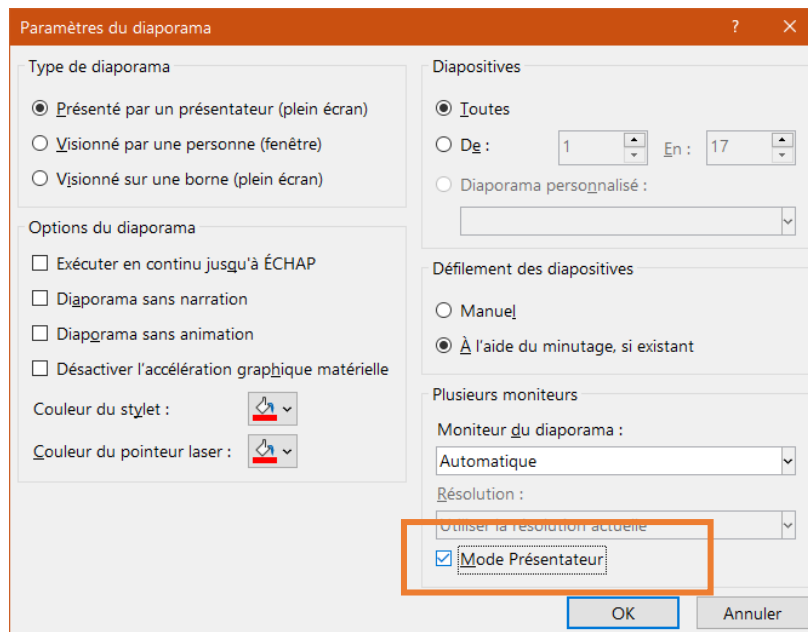 Paramètres du diaporama
Type de diaporama
Présenté par un présentateur (plein écran)
Visionné par une personne (fenêtre)
Visionné sur une borne (plein écran)
Options du diaporama
Exécuter en continu jusqu'à ÉCHAP
Diaporama sans narration
Diaporama sans animation
Désactiver l'accélération graphique matérielle
Couleur du stylet :
Couleur du pointeur laser :
Diapositives
Toutes
De : 1 En : 17
Diaporama personnalisé :
Défilement des diapositives
Manuel
À l'aide du minutage, si existant
Plusieurs moniteurs
Moniteur du diaporama :
Automatique
Résolution :
Utiliser la résolution actuelle
Mode Présentateur
OK Annuler